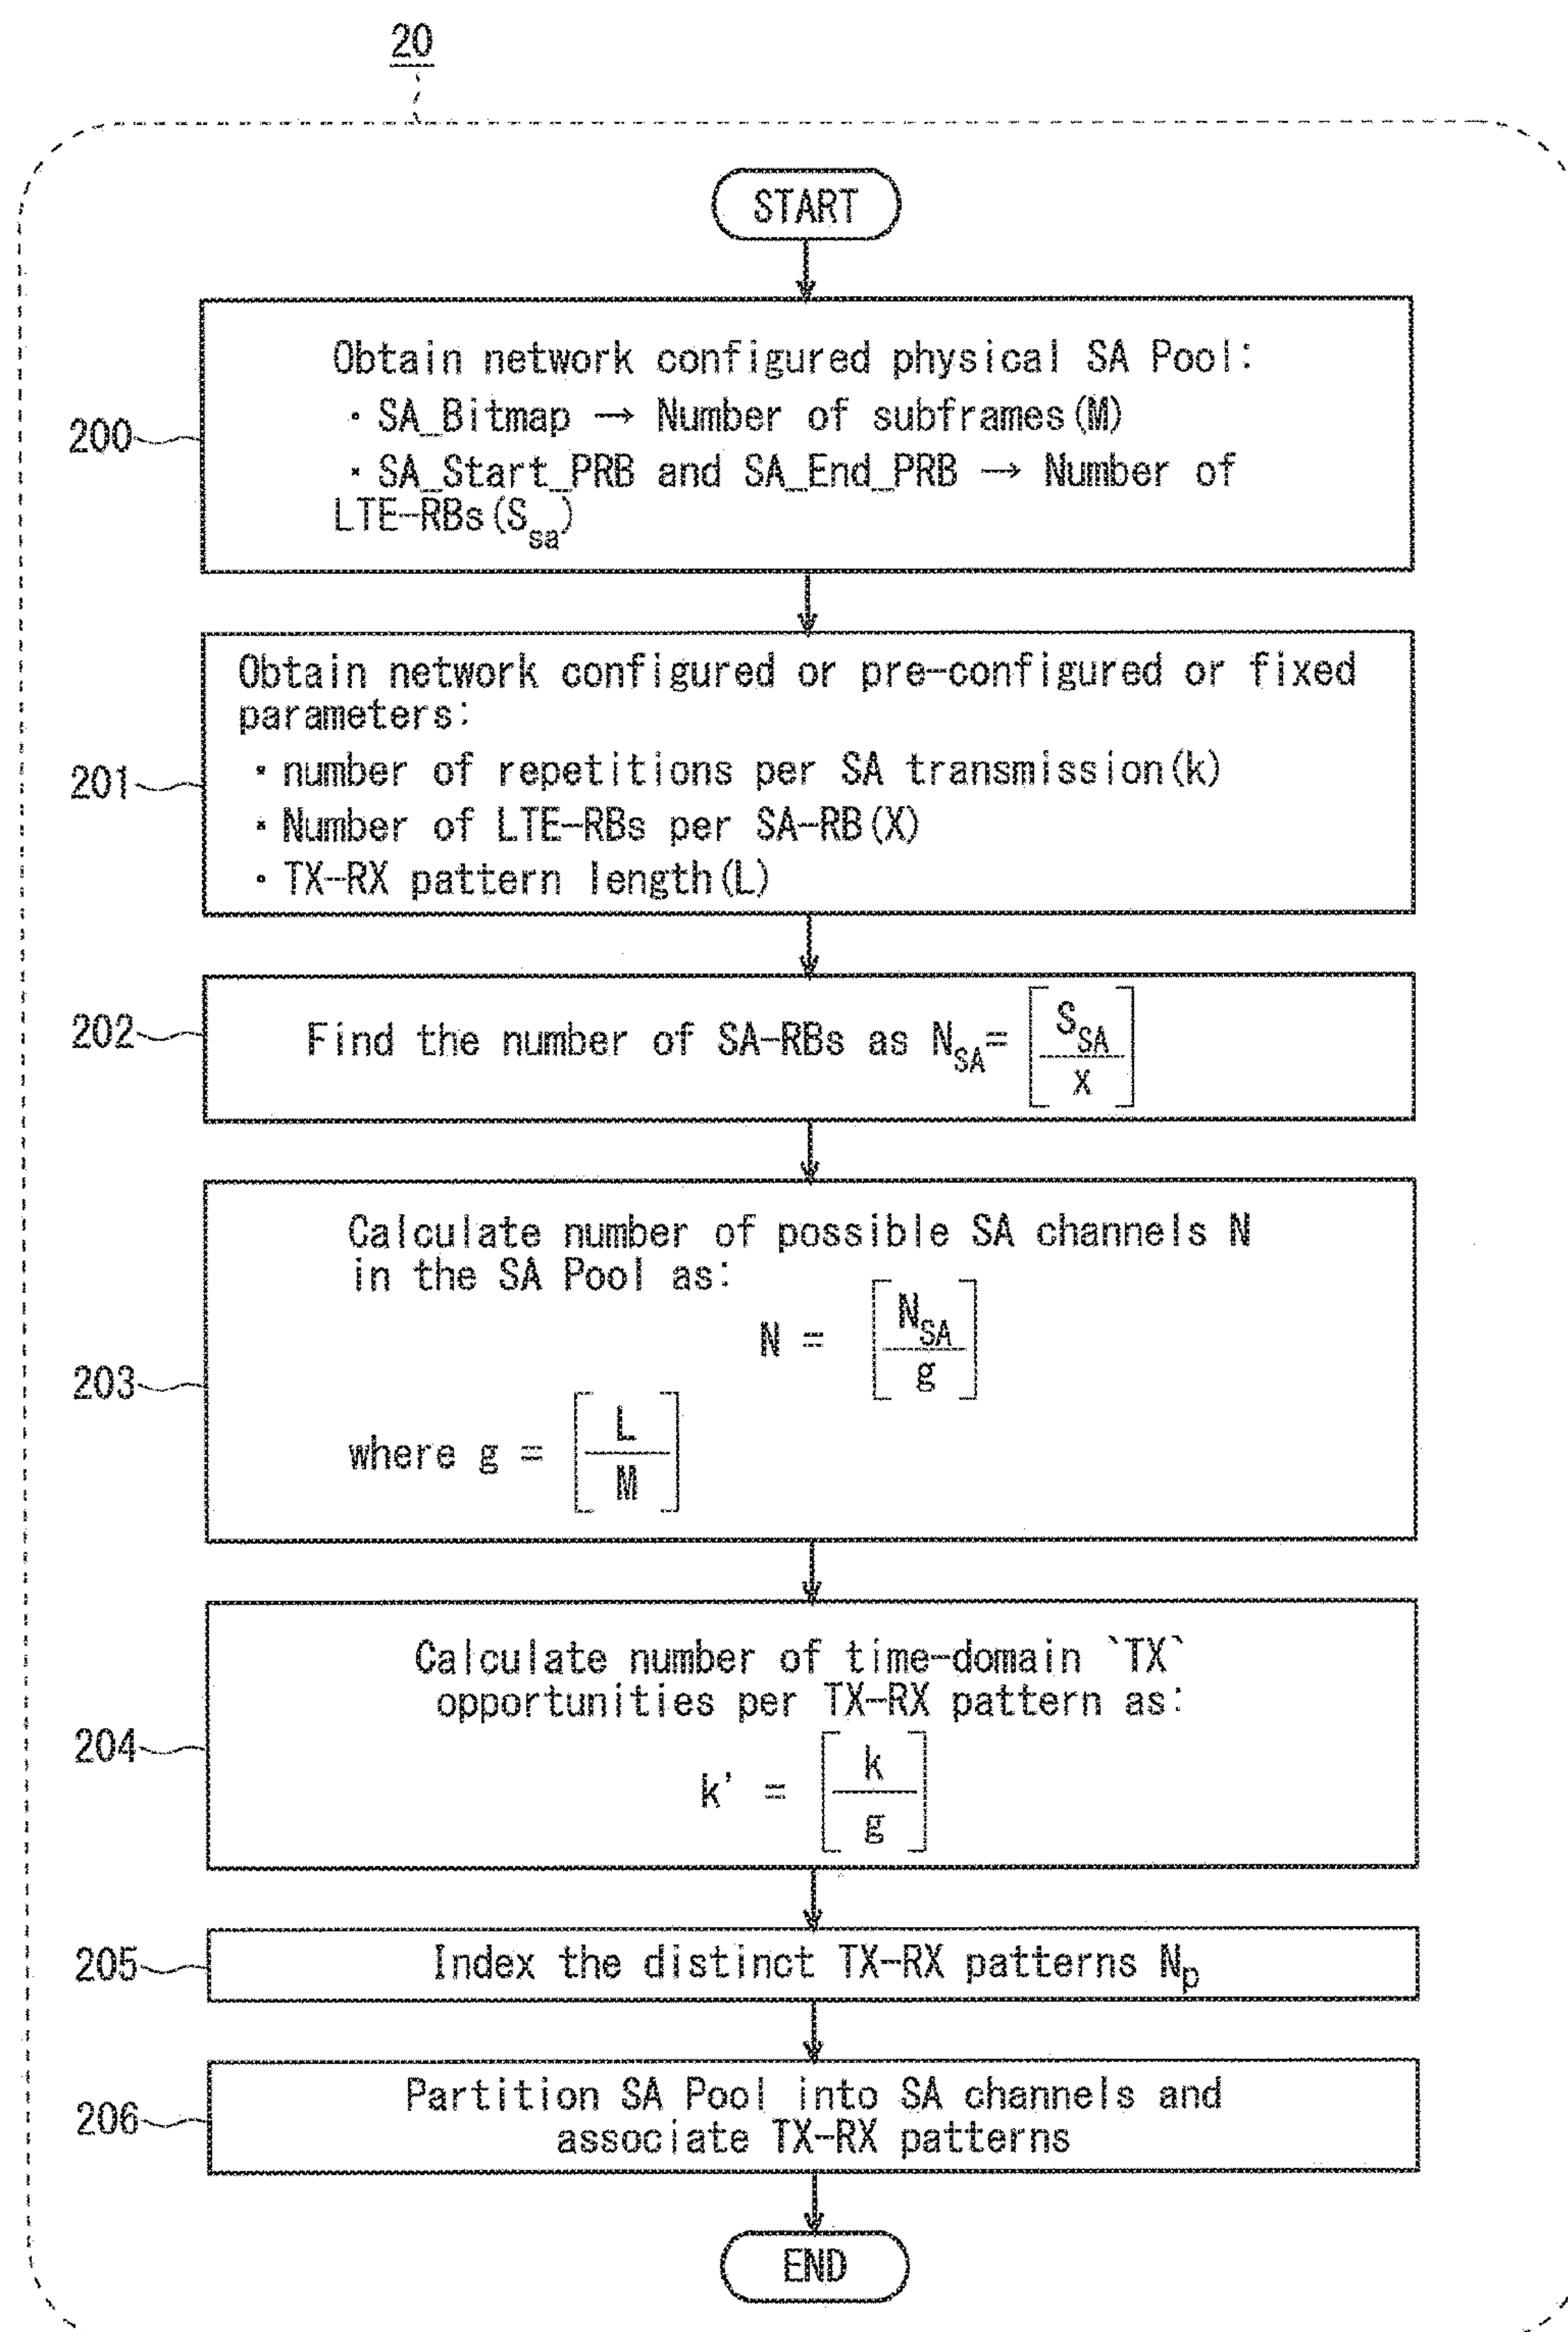 20
START
200
Obtain network configured physical SA Pool:
・SA_Bitmap → Number of subframes(M)
・SA_Start_PRB and SA_End_PRB → Number of
LTE-RBs(S_sa)
201
Obtain network configured or pre-configured or fixed
parameters:
・number of repetitions per SA transmission(k)
・Number of LTE-RBs per SA-RB(X)
・TX-RX pattern length(L)
202
Find the number of SA-RBs as N_SA= [S_SA / x]
203
Calculate number of possible SA channels N
in the SA Pool as:
N = [N_SA / g]
where g = [L / M]
204
Calculate number of time-domain `TX`
opportunities per TX-RX pattern as:
k' = [k / g]
205
Index the distinct TX-RX patterns N_p
206
Partition SA Pool into SA channels and
associate TX-RX patterns
END